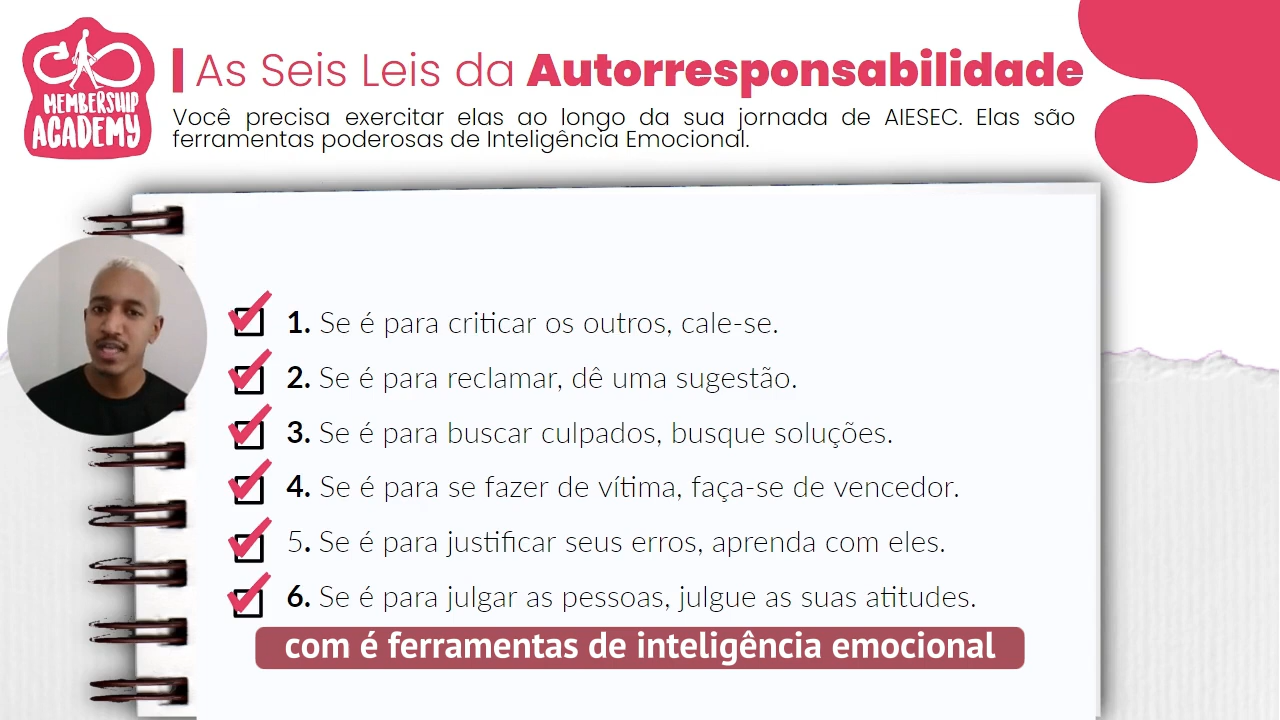 MEMBERSHIP
ACADEMY
As Seis Leis da Autorresponsabilidade
Você precisa exercitar elas ao longo da sua jornada de AIESEC. Elas são
ferramentas poderosas de Inteligência Emocional.
1. Se é para criticar os outros, cale-se.
2. Se é para reclamar, dê uma sugestão.
3. Se é para buscar culpados, busque soluções.
4. Se é para se fazer de vítima, faça-se de vencedor.
5. Se é para justificar seus erros, aprenda com eles.
6. Se é para julgar as pessoas, julgue as suas atitudes.
com é ferramentas de inteligência emocional